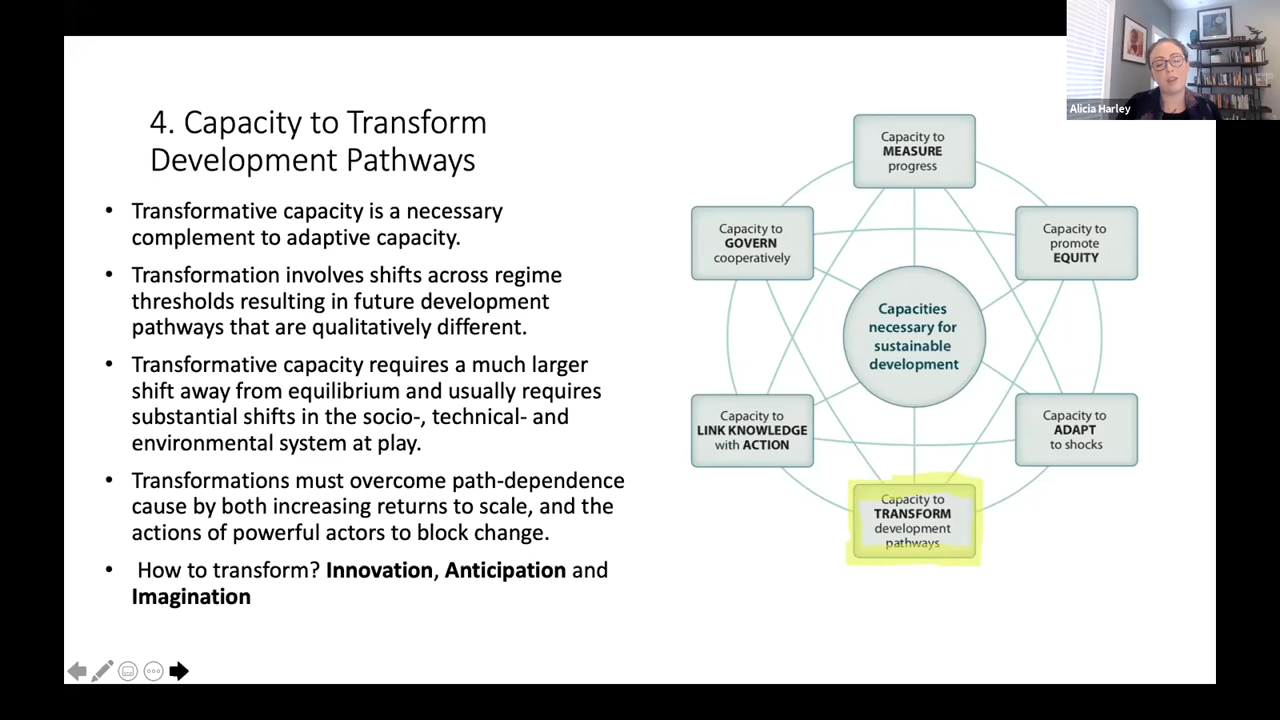 Alicia Harley
4. Capacity to Transform
Development Pathways
• Transformative capacity is a necessary
complement to adaptive capacity.
• Transformation involves shifts across regime
thresholds resulting in future development
pathways that are qualitatively different.
• Transformative capacity requires a much larger
shift away from equilibrium and usually requires
substantial shifts in the socio-, technical- and
environmental system at play.
• Transformations must overcome path-dependence
cause by both increasing returns to scale, and the
actions of powerful actors to block change.
• How to transform? Innovation, Anticipation and
Imagination
Capacity to
MEASURE
progress
Capacity to
GOVERN
cooperatively
Capacity to
promote
EQUITY
Capacities
necessary for
sustainable
development
Capacity to
LINK KNOWLEDGE
with ACTION
Capacity to
ADAPT
to shocks
Capacity to
TRANSFORM
development
pathways